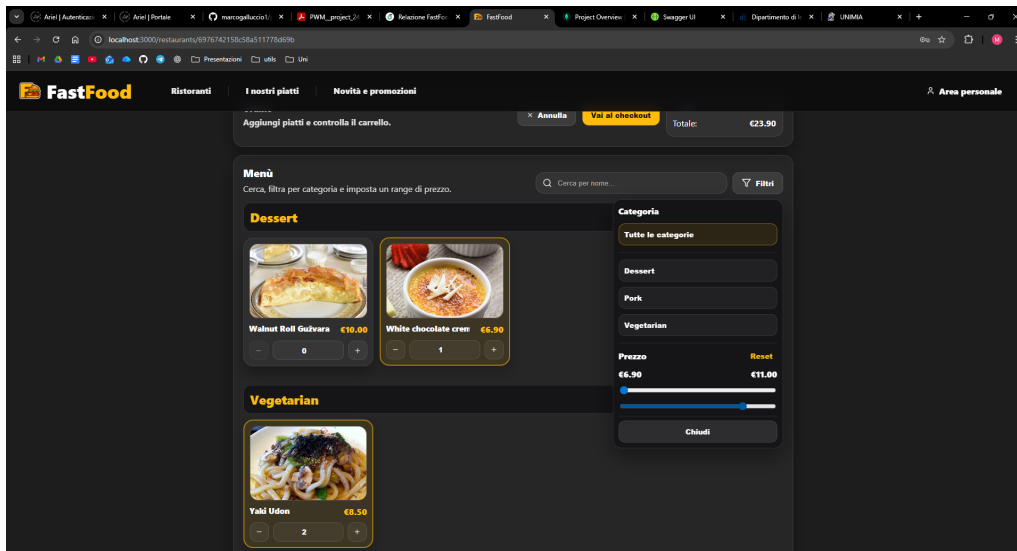 Ariel | Autenticazi
Ariel | Portale
marcogalluccio1/
PWM_project_24
Relazione FastFoo
FastFood
Project Overview
Swagger UI
Dipartimento di I
UNIMIA
localhost:3000/restaurants/6976742158c58a511778d69b
Presentazioni
utils
Uni
FastFood
Ristoranti
I nostri piatti
Novità e promozioni
Area personale
Aggiungi piatti e controlla il carrello.
× Annulla
Vai al checkout
Totale: €23.90
Menù
Cerca, filtra per categoria e imposta un range di prezzo.
Cerca per nome...
Filtri
Dessert
Walnut Roll Gužvara €10.00
− 0 +
White chocolate crem €6.90
− 1 +
Vegetarian
Yaki Udon €8.50
− 2 +
Categoria
Tutte le categorie
Dessert
Pork
Vegetarian
Prezzo Reset
€6.90 €11.00
Chiudi